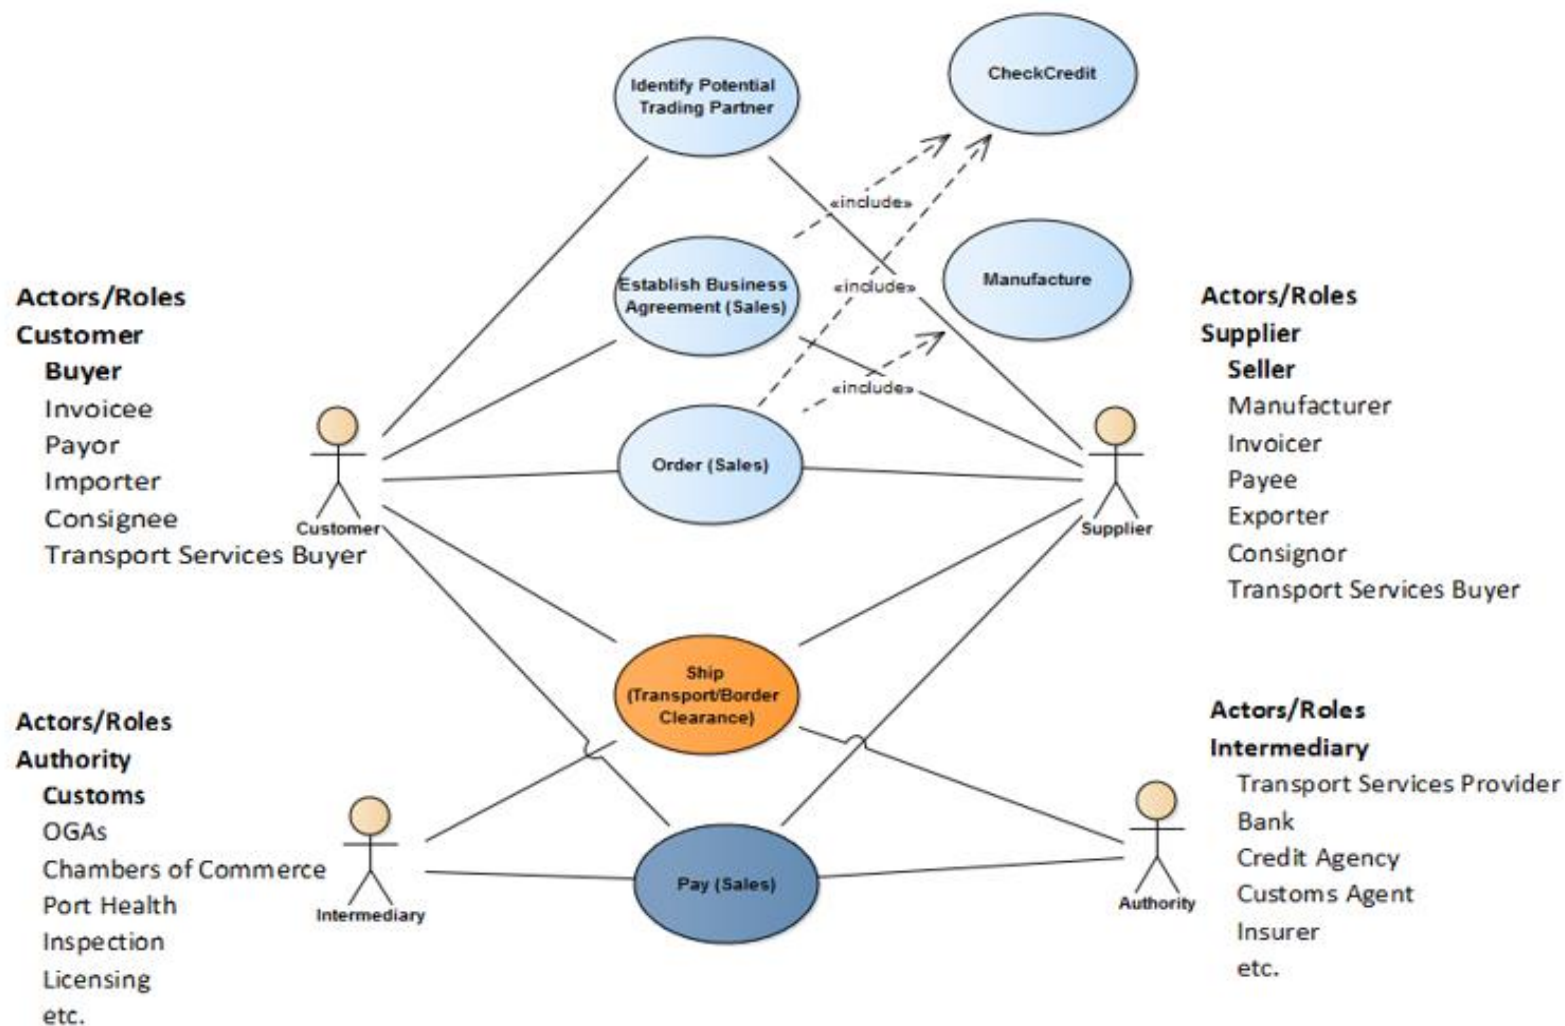 Identify Potential
Trading Partner
CheckCredit
«include»
Establish Business
Agreement (Sales)
«include»
Manufacture
«include»
Order (Sales)
Actors/Roles
Customer
Buyer
Invoicee
Payor
Importer
Consignee
Transport Services Buyer
Customer
Actors/Roles
Supplier
Seller
Manufacturer
Invoicer
Payee
Exporter
Consignor
Transport Services Buyer
Supplier
Ship
(Transport/Border
Clearance)
Actors/Roles
Authority
Customs
OGAs
Chambers of Commerce
Port Health
Inspection
Licensing
etc.
Intermediary
Pay (Sales)
Actors/Roles
Intermediary
Transport Services Provider
Bank
Credit Agency
Customs Agent
Insurer
etc.
Authority